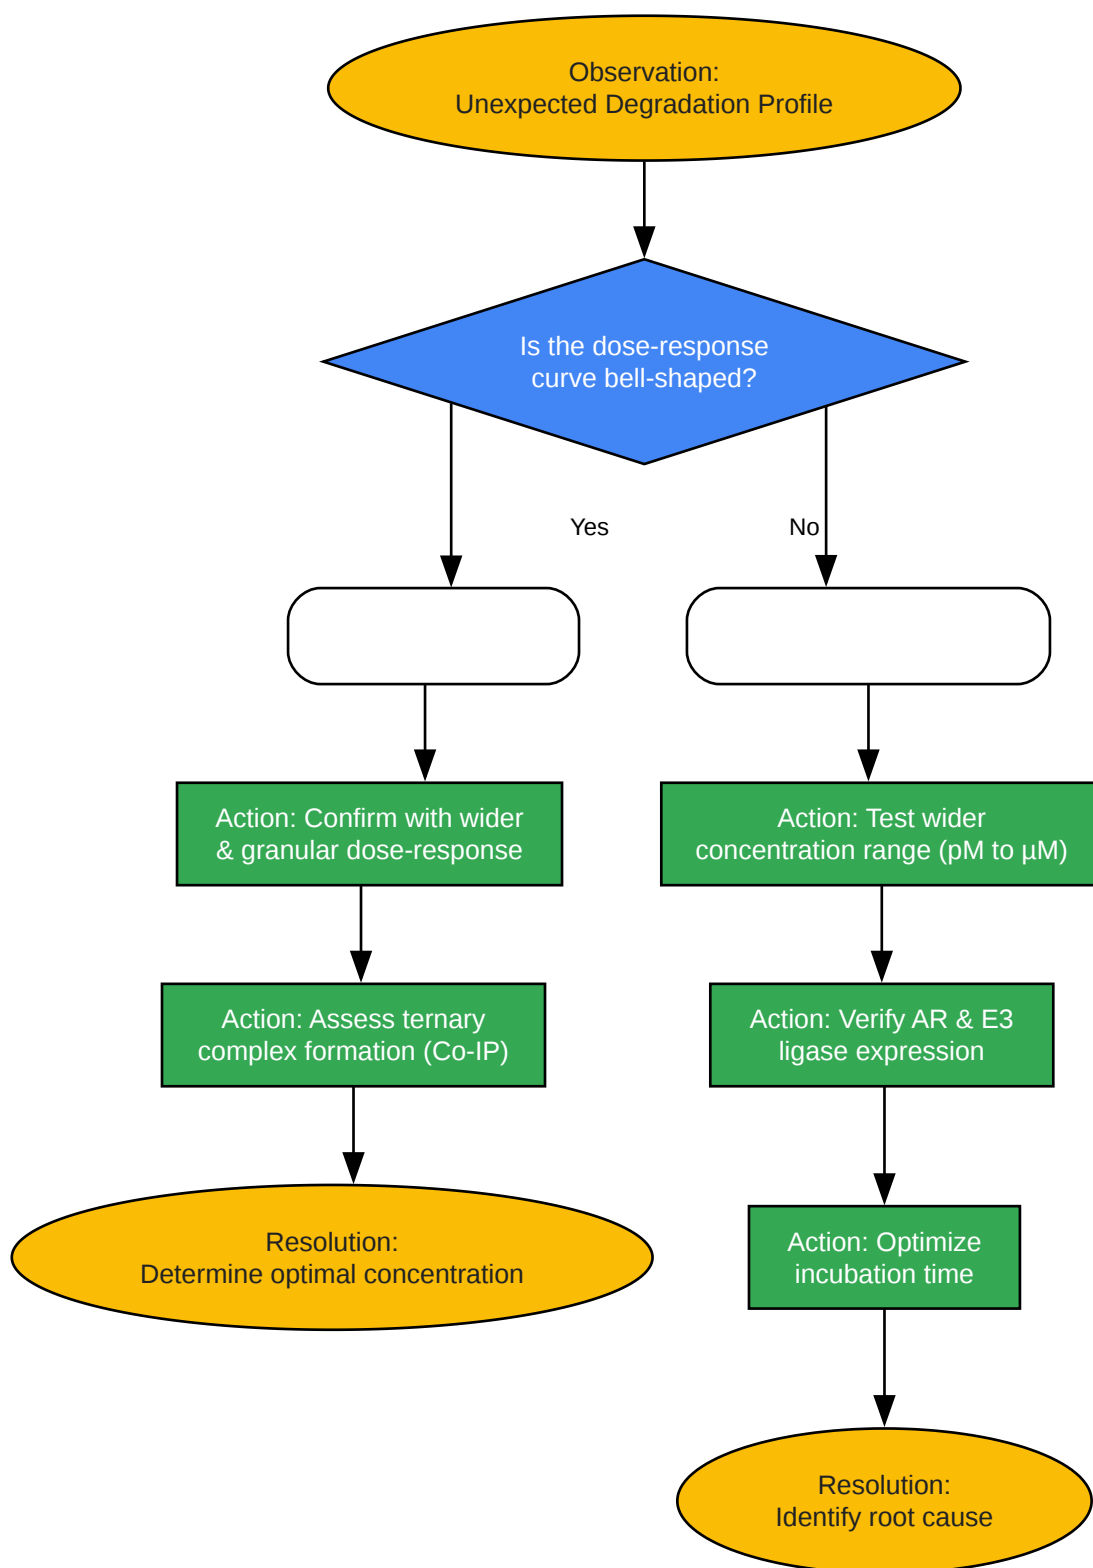 Observation:
Unexpected Degradation Profile
Is the dose-response
curve bell-shaped?
Yes
No
Action: Confirm with wider
& granular dose-response
Action: Test wider
concentration range (pM to µM)
Action: Assess ternary
complex formation (Co-IP)
Action: Verify AR & E3
ligase expression
Resolution:
Determine optimal concentration
Action: Optimize
incubation time
Resolution:
Identify root cause